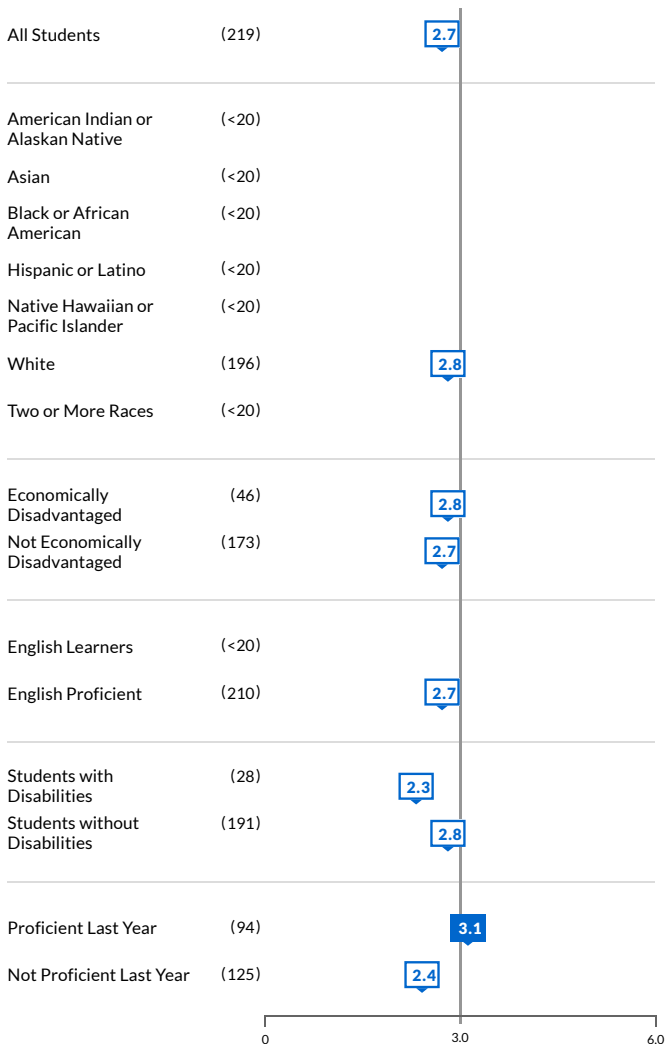 All Students (219) 2.7
American Indian or (<20)
Alaskan Native
Asian (<20)
Black or African (<20)
American
Hispanic or Latino (<20)
Native Hawaiian or (<20)
Pacific Islander
White (196) 2.8
Two or More Races (<20)
Economically (46) 2.8
Disadvantaged
Not Economically (173) 2.7
Disadvantaged
English Learners (<20)
English Proficient (210) 2.7
Students with (28) 2.3
Disabilities
Students without (191) 2.8
Disabilities
Proficient Last Year (94) 3.1
Not Proficient Last Year (125) 2.4
0 3.0 6.0